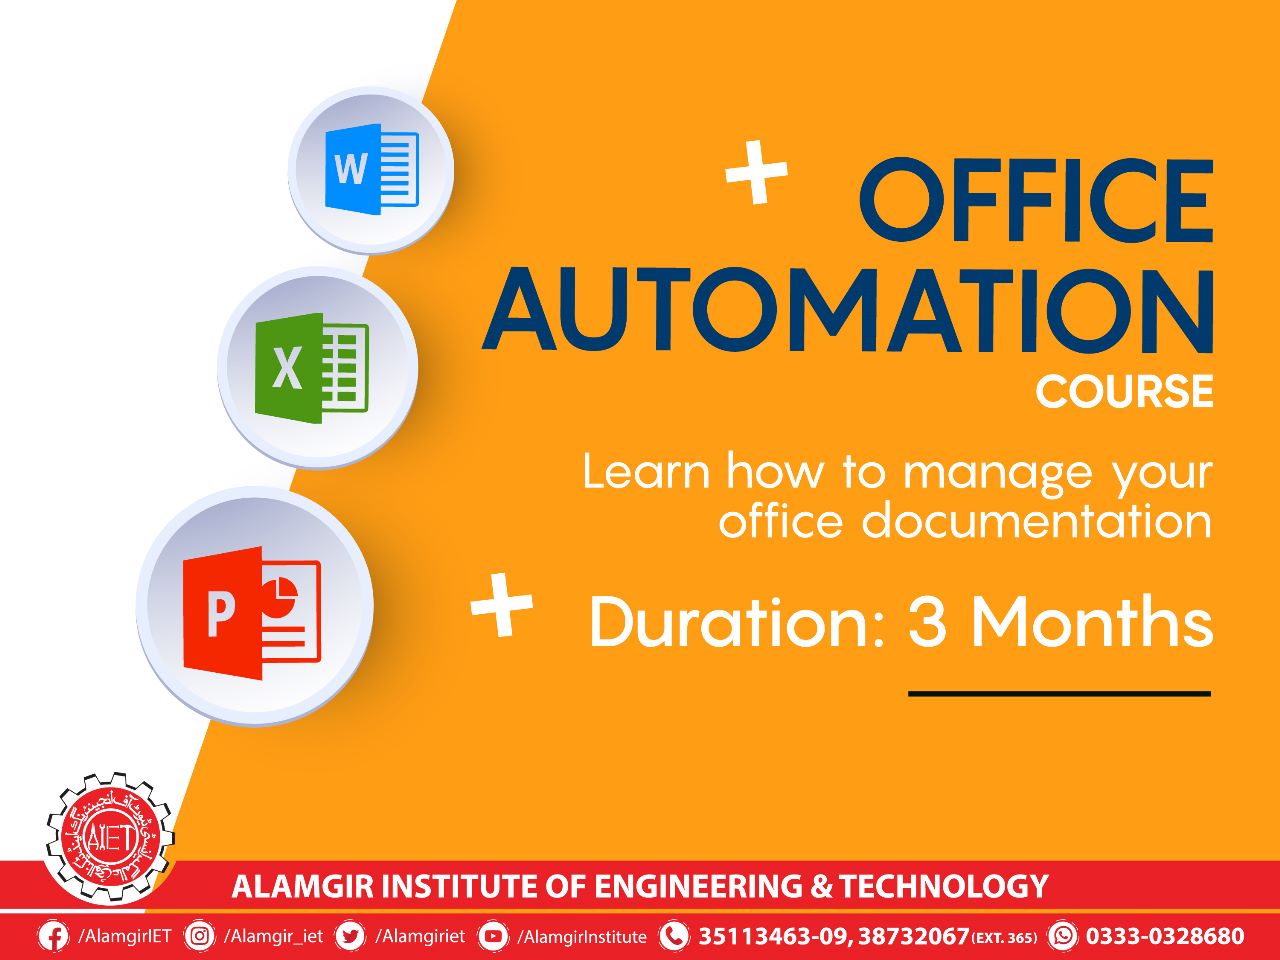 W
X
P
OFFICE
AUTOMATION
COURSE
Learn how to manage your
office documentation
Duration: 3 Months
AIET
ALAMGIR INSTITUTE OF ENGINEERING & TECHNOLOGY
/AlamgirIET /Alamgir_iet /Alamgiriet /AlamgirInstitute 35113463-09, 38732067(EXT. 365) 0333-0328680